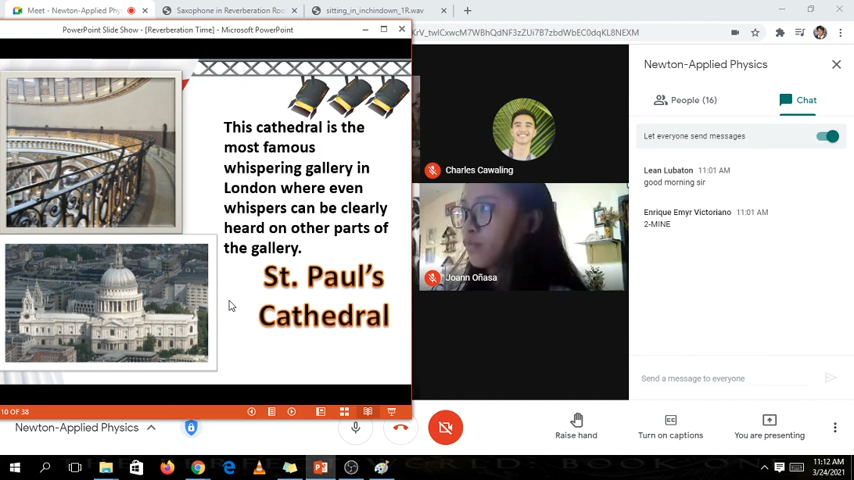 Meet - Newton-Applied Physics
Saxophone in Reverberation Roo
sitting_in_inchindown_1R.wav
PowerPoint Slide Show - [Reverberation Time] - Microsoft PowerPoint
KrV_twlCxwcM7WBhQdNF3zZUi7B7zbdWbEC0dqKL8NEXM
This cathedral is the
most famous
whispering gallery in
London where even
whispers can be clearly
heard on other parts of
the gallery.
St. Paul's
Cathedral
10 OF 38
Charles Cawaling
Joann Oñasa
Newton-Applied Physics
People (16)
Chat
Let everyone send messages
Lean Lubaton 11:01 AM
good morning sir
Enrique Emyr Victoriano 11:01 AM
2-MINE
Send a message to everyone
Newton-Applied Physics
Raise hand
Turn on captions
You are presenting
11:12 AM
3/24/2021